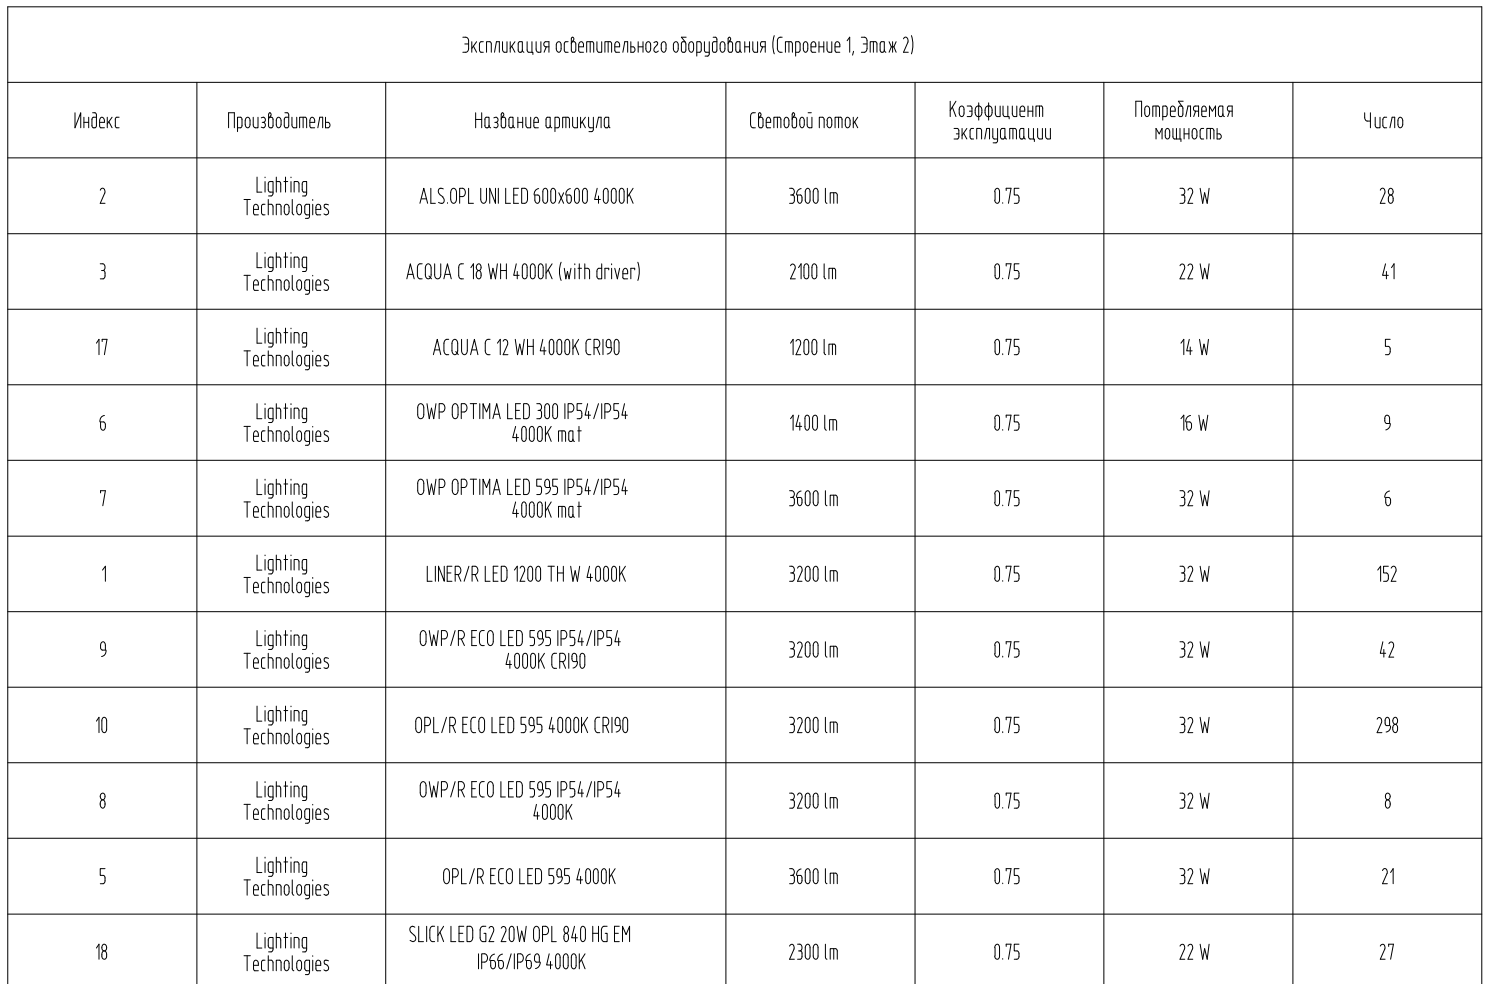 Экспликация осветительного оборудования (Строение 1, Этаж 2)
Индекс
Производитель
Название артикула
Световой поток
Коэффициент
эксплуатации
Потребляемая
мощность
Число
2
Lighting
Technologies
ALS.OPL UNI LED 600x600 4000K
3600 lm
0.75
32 W
28
3
Lighting
Technologies
ACQUA C 18 WH 4000K (with driver)
2100 lm
0.75
22 W
41
17
Lighting
Technologies
ACQUA C 12 WH 4000K CRI90
1200 lm
0.75
14 W
5
6
Lighting
Technologies
OWP OPTIMA LED 300 IP54/IP54
4000K mat
1400 lm
0.75
16 W
9
7
Lighting
Technologies
OWP OPTIMA LED 595 IP54/IP54
4000K mat
3600 lm
0.75
32 W
6
1
Lighting
Technologies
LINER/R LED 1200 TH W 4000K
3200 lm
0.75
32 W
152
9
Lighting
Technologies
OWP/R ECO LED 595 IP54/IP54
4000K CRI90
3200 lm
0.75
32 W
42
10
Lighting
Technologies
OPL/R ECO LED 595 4000K CRI90
3200 lm
0.75
32 W
298
8
Lighting
Technologies
OWP/R ECO LED 595 IP54/IP54
4000K
3200 lm
0.75
32 W
8
5
Lighting
Technologies
OPL/R ECO LED 595 4000K
3600 lm
0.75
32 W
21
18
Lighting
Technologies
SLICK LED G2 20W OPL 840 HG EM
IP66/IP69 4000K
2300 lm
0.75
22 W
27